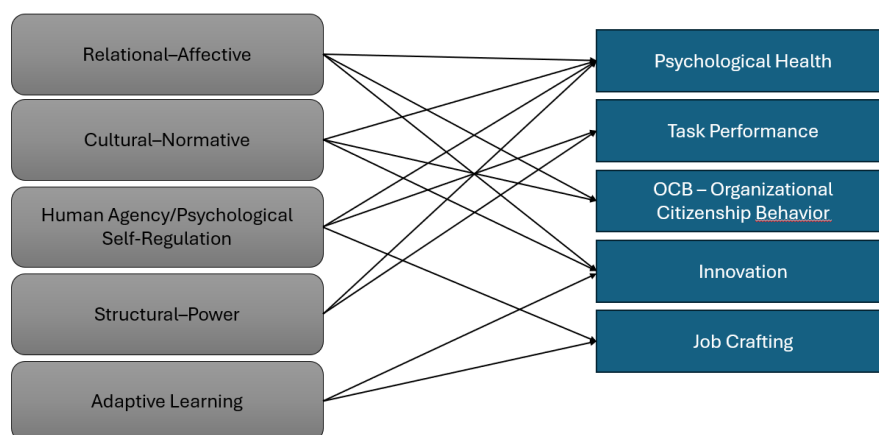 Relational–Affective
Cultural–Normative
Human Agency/Psychological
Self-Regulation
Structural–Power
Adaptive Learning
Psychological Health
Task Performance
OCB – Organizational
Citizenship Behavior
Innovation
Job Crafting